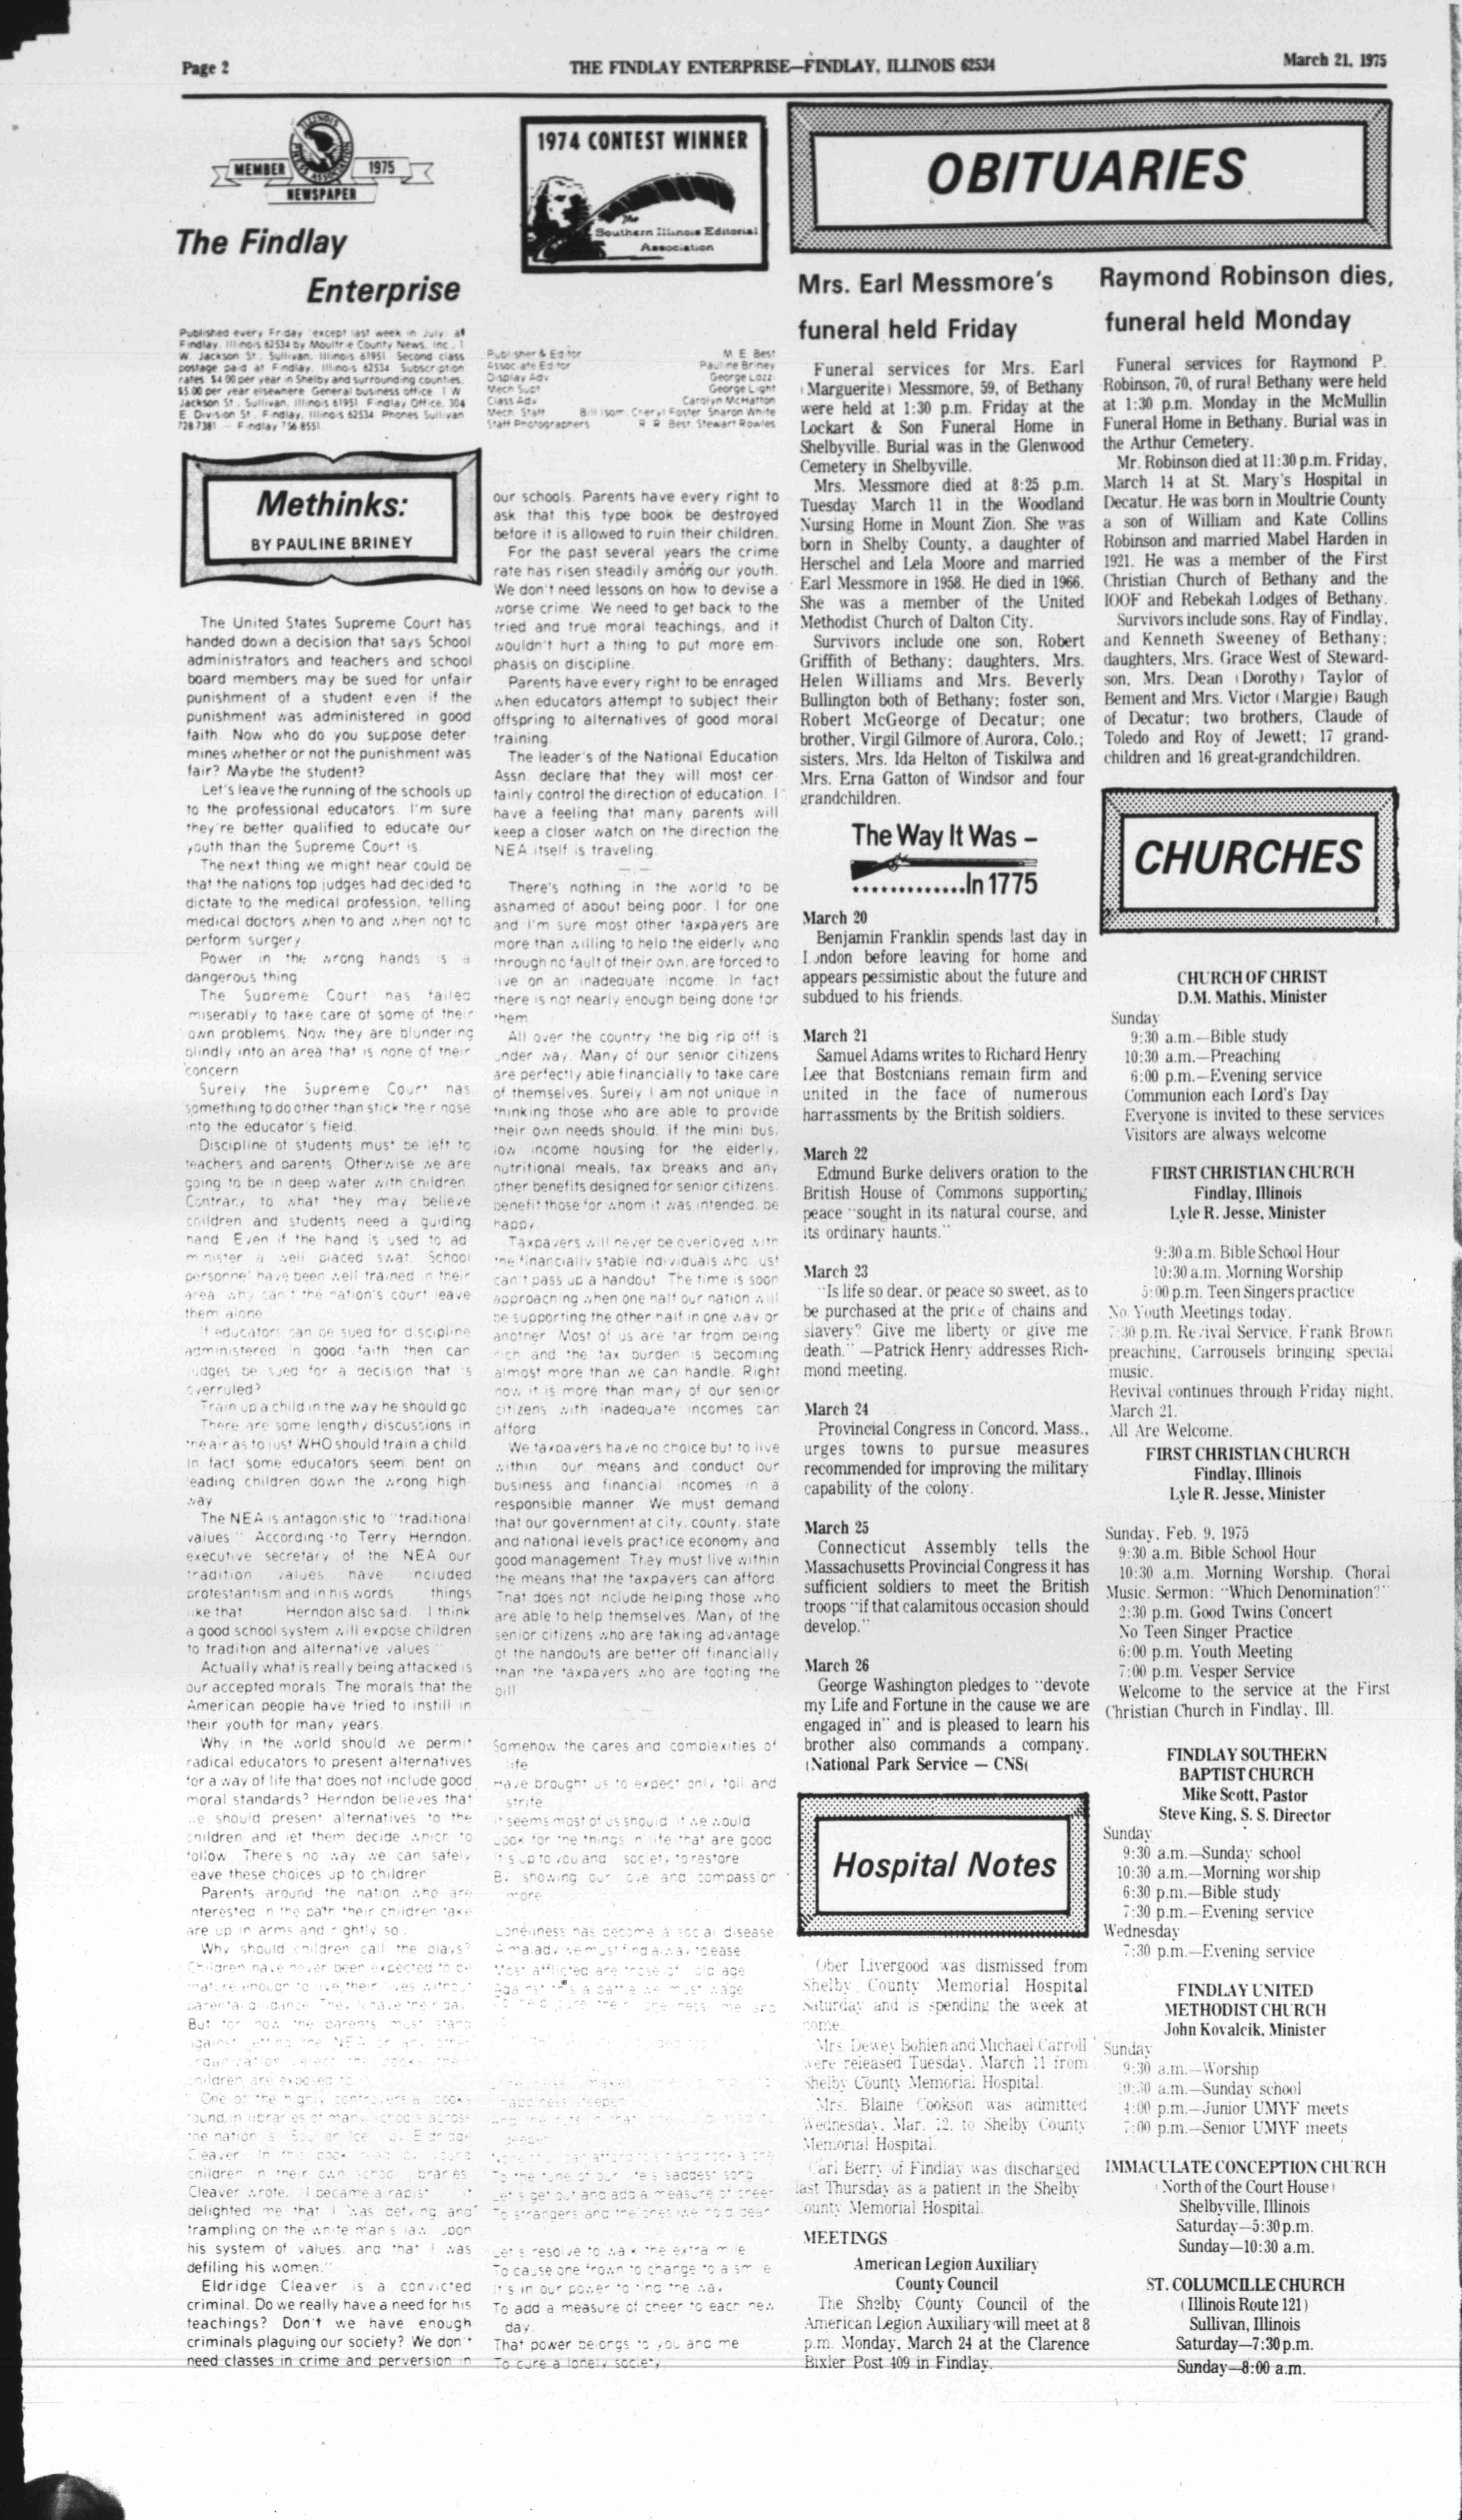 Page 2
THE FINDLAY ENTERPRISE—FINDLAY, ILLINOIS 62534
March 21, 1975
MEMBER
1975
NEWSPAPER
The Findlay
Enterprise
1974 CONTEST WINNER
The
Southern Illinois Editorial
Association
Published every Friday except last week in July, at
Findlay, Illinois 62534 by Moultrie County News, Inc., 1
W. Jackson St., Sullivan, Illinois 61951. Second class
postage paid at Findlay, Illinois 62534. Subscription
rates: $4.00 per year in Shelby and surrounding counties,
$5.00 per year elsewhere. General business office: 1 W.
Jackson St., Sullivan, Illinois 61951. Findlay Office, 304
E. Division St., Findlay, Illinois 62534. Phones Sullivan
728-7381 — Findlay 756-8551.
Publisher & Editor M. E. Best
Associate Editor Pauline Briney
Display Adv. George Lozz
Mech. Supt. George Light
Class Adv. Carolyn McHatton
Mech. Staff Bill Isom, Cheryl Foster, Sharon White
Staff Photographers R. R. Best, Stewart Rowles
Methinks:
BY PAULINE BRINEY
The United States Supreme Court has
handed down a decision that says School
administrators and teachers and school
board members may be sued for unfair
punishment of a student even if the
punishment was administered in good
faith. Now who do you suppose deter-
mines whether or not the punishment was
fair? Maybe the student?
Let's leave the running of the schools up
to the professional educators. I'm sure
they're better qualified to educate our
youth than the Supreme Court is.
The next thing we might hear could be
that the nations top judges had decided to
dictate to the medical profession, telling
medical doctors when to and when not to
perform surgery.
Power in the wrong hands is a
dangerous thing.
The Supreme Court has failed
miserably to take care of some of their
own problems. Now they are blundering
blindly into an area that is none of their
concern.
Surely the Supreme Court has
something to do other than stick their nose
into the educator's field.
Discipline of students must be left to
teachers and parents. Otherwise we are
going to be in deep water with children.
Contrary to what they may believe
children and students need a guiding
hand. Even if the hand is used to ad-
minister a well placed swat. School
personnel have been well trained in their
area, why can't the nation's court leave
them alone.
If educators can be sued for discipline
administered in good faith then can
judges be sued for a decision that is
overruled?
Train up a child in the way he should go.
There are some lengthy discussions in
the air as to just WHO should train a child.
In fact some educators seem bent on
leading children down the wrong high-
way.
The NEA is antagonistic to "traditional
values." According to Terry Herndon,
executive secretary of the NEA our
tradition values have included
protestantism and in his words things
like that Herndon also said, I think
a good school system will expose children
to tradition and alternative values."
Actually what is really being attacked is
our accepted morals. The morals that the
American people have tried to instill in
their youth for many years.
Why in the world should we permit
radical educators to present alternatives
for a way of life that does not include good
moral standards? Herndon believes that
we should present alternatives to the
children and let them decide which to
follow. There's no way we can safely
leave these choices up to children.
Parents around the nation who are
interested in the path their children take
are up in arms and rightly so.
Why should children call the plays?
Children have never been expected to be
mature enough to live their lives without
parental guidance. They'll have their day.
But for now the parents must stand
against letting the NEA or any other
organization select the books their
children are exposed to.
One of the highly controversial books
found in libraries of many schools across
the nation is Soul on Ice by Eldridge
Cleaver. In this book read by young
children in their own school libraries
Cleaver wrote, "I became a rapist It
delighted me that I was defying and
trampling on the white man's law upon
his system of values, and that I was
defiling his women."
Eldridge Cleaver is a convicted
criminal. Do we really have a need for his
teachings? Don't we have enough
criminals plaguing our society? We don't
need classes in crime and perversion in
our schools. Parents have every right to
ask that this type book be destroyed
before it is allowed to ruin their children.
For the past several years the crime
rate has risen steadily among our youth.
We don't need lessons on how to devise a
worse crime. We need to get back to the
tried and true moral teachings, and it
wouldn't hurt a thing to put more em-
phasis on discipline.
Parents have every right to be enraged
when educators attempt to subject their
offspring to alternatives of good moral
training.
The leader's of the National Education
Assn. declare that they will most cer-
tainly control the direction of education. I
have a feeling that many parents will
keep a closer watch on the direction the
NEA itself is traveling.
There's nothing in the world to be
ashamed of about being poor. I for one
and I'm sure most other taxpayers are
more than willing to help the elderly who
through no fault of their own, are forced to
live on an inadequate income. In fact
there is not nearly enough being done for
them.
All over the country the big rip off is
under way. Many of our senior citizens
are perfectly able financially to take care
of themselves. Surely I am not unique in
thinking those who are able to provide
their own needs should. If the mini bus,
low income housing for the elderly,
nutritional meals, tax breaks and any
other benefits designed for senior citizens,
benefit those for whom it was intended, be
happy.
Taxpayers will never be overjoyed with
the financially stable individuals who just
can't pass up a handout. The time is soon
approaching when one half our nation will
be supporting the other half in one way or
another. Most of us are far from being
rich and the tax burden is becoming
almost more than we can handle. Right
now it is more than many of our senior
citizens with inadequate incomes can
afford.
We taxpayers have no choice but to live
within our means and conduct our
business and financial incomes in a
responsible manner. We must demand
that our government at city, county, state
and national levels practice economy and
good management. They must live within
the means that the taxpayers can afford.
That does not include helping those who
are able to help themselves. Many of the
senior citizens who are taking advantage
of the handouts are better off financially
than the taxpayers who are footing the
bill.
Somehow the cares and complexities of
life
Have brought us to expect only toil and
strife
It seems most of us should if we would
Look for the things in life that are good
It's up to you and I society to restore
By showing our love and compassion
more.
Loneliness has become a social disease
A malady we must find a way to ease
Most afflicted are those of old age
Against this a battle we must wage
happiness steeper
deeper
To the tune of our life's saddest song
Let's get out and add a measure of cheer
To strangers and the ones we hold dear
Let's resolve to walk the extra mile
To cause one frown to change to a smile
It's in our power to find the way
To add a measure of cheer to each new
day.
That power belongs to you and me
To cure a lonely society
OBITUARIES
Mrs. Earl Messmore's
funeral held Friday
Funeral services for Mrs. Earl
(Marguerite) Messmore, 59, of Bethany
were held at 1:30 p.m. Friday at the
Lockart & Son Funeral Home in
Shelbyville. Burial was in the Glenwood
Cemetery in Shelbyville.
Mrs. Messmore died at 8:25 p.m.
Tuesday March 11 in the Woodland
Nursing Home in Mount Zion. She was
born in Shelby County, a daughter of
Herschel and Lela Moore and married
Earl Messmore in 1958. He died in 1966.
She was a member of the United
Methodist Church of Dalton City.
Survivors include one son, Robert
Griffith of Bethany; daughters, Mrs.
Helen Williams and Mrs. Beverly
Bullington both of Bethany; foster son,
Robert McGeorge of Decatur; one
brother, Virgil Gilmore of Aurora, Colo.;
sisters, Mrs. Ida Helton of Tiskilwa and
Mrs. Erna Gatton of Windsor and four
grandchildren.
The Way It Was –
.............In 1775
March 20
Benjamin Franklin spends last day in
London before leaving for home and
appears pessimistic about the future and
subdued to his friends.
March 21
Samuel Adams writes to Richard Henry
Lee that Bostonians remain firm and
united in the face of numerous
harrassments by the British soldiers.
March 22
Edmund Burke delivers oration to the
British House of Commons supporting
peace "sought in its natural course, and
its ordinary haunts."
March 23
"Is life so dear, or peace so sweet, as to
be purchased at the price of chains and
slavery? Give me liberty or give me
death." —Patrick Henry addresses Rich-
mond meeting.
March 24
Provincial Congress in Concord, Mass.,
urges towns to pursue measures
recommended for improving the military
capability of the colony.
March 25
Connecticut Assembly tells the
Massachusetts Provincial Congress it has
sufficient soldiers to meet the British
troops "if that calamitous occasion should
develop."
March 26
George Washington pledges to "devote
my Life and Fortune in the cause we are
engaged in" and is pleased to learn his
brother also commands a company.
(National Park Service — CNS(
Hospital Notes
Ober Livergood was dismissed from
Shelby County Memorial Hospital
Saturday and is spending the week at
home.
Mrs. Dewey Bohlen and Michael Carroll
were released Tuesday, March 11 from
Shelby County Memorial Hospital.
Mrs. Blaine Cookson was admitted
Wednesday, Mar. 12, to Shelby County
Memorial Hospital.
Carl Berry of Findlay was discharged
last Thursday as a patient in the Shelby
County Memorial Hospital.
MEETINGS
American Legion Auxiliary
County Council
The Shelby County Council of the
American Legion Auxiliary will meet at 8
p.m. Monday, March 24 at the Clarence
Bixler Post 409 in Findlay.
Raymond Robinson dies,
funeral held Monday
Funeral services for Raymond P.
Robinson, 70, of rural Bethany were held
at 1:30 p.m. Monday in the McMullin
Funeral Home in Bethany. Burial was in
the Arthur Cemetery.
Mr. Robinson died at 11:30 p.m. Friday,
March 14 at St. Mary's Hospital in
Decatur. He was born in Moultrie County
a son of William and Kate Collins
Robinson and married Mabel Harden in
1921. He was a member of the First
Christian Church of Bethany and the
IOOF and Rebekah Lodges of Bethany.
Survivors include sons, Ray of Findlay,
and Kenneth Sweeney of Bethany;
daughters, Mrs. Grace West of Steward-
son, Mrs. Dean (Dorothy) Taylor of
Bement and Mrs. Victor (Margie) Baugh
of Decatur; two brothers, Claude of
Toledo and Roy of Jewett; 17 grand-
children and 16 great-grandchildren.
CHURCHES
CHURCH OF CHRIST
D.M. Mathis, Minister
Sunday
9:30 a.m.—Bible study
10:30 a.m.—Preaching
6:00 p.m.—Evening service
Communion each Lord's Day
Everyone is invited to these services
Visitors are always welcome
FIRST CHRISTIAN CHURCH
Findlay, Illinois
Lyle R. Jesse, Minister
9:30 a.m. Bible School Hour
10:30 a.m. Morning Worship
5:00 p.m. Teen Singers practice
No Youth Meetings today.
7:30 p.m. Revival Service, Frank Brown
preaching, Carrousels bringing special
music.
Revival continues through Friday night,
March 21.
All Are Welcome.
FIRST CHRISTIAN CHURCH
Findlay, Illinois
Lyle R. Jesse, Minister
Sunday, Feb. 9, 1975
9:30 a.m. Bible School Hour
10:30 a.m. Morning Worship. Choral
Music. Sermon: "Which Denomination?"
2:30 p.m. Good Twins Concert
No Teen Singer Practice
6:00 p.m. Youth Meeting
7:00 p.m. Vesper Service
Welcome to the service at the First
Christian Church in Findlay, Ill.
FINDLAY SOUTHERN
BAPTIST CHURCH
Mike Scott, Pastor
Steve King, S. S. Director
Sunday
9:30 a.m.—Sunday school
10:30 a.m.—Morning worship
6:30 p.m.—Bible study
7:30 p.m.—Evening service
Wednesday
7:30 p.m.—Evening service
FINDLAY UNITED
METHODIST CHURCH
John Kovalcik, Minister
Sunday
9:30 a.m.—Worship
10:30 a.m.—Sunday school
4:00 p.m.—Junior UMYF meets
7:00 p.m.—Senior UMYF meets
IMMACULATE CONCEPTION CHURCH
(North of the Court House)
Shelbyville, Illinois
Saturday—5:30 p.m.
Sunday—10:30 a.m.
ST. COLUMCILLE CHURCH
(Illinois Route 121)
Sullivan, Illinois
Saturday—7:30 p.m.
Sunday—8:00 a.m.